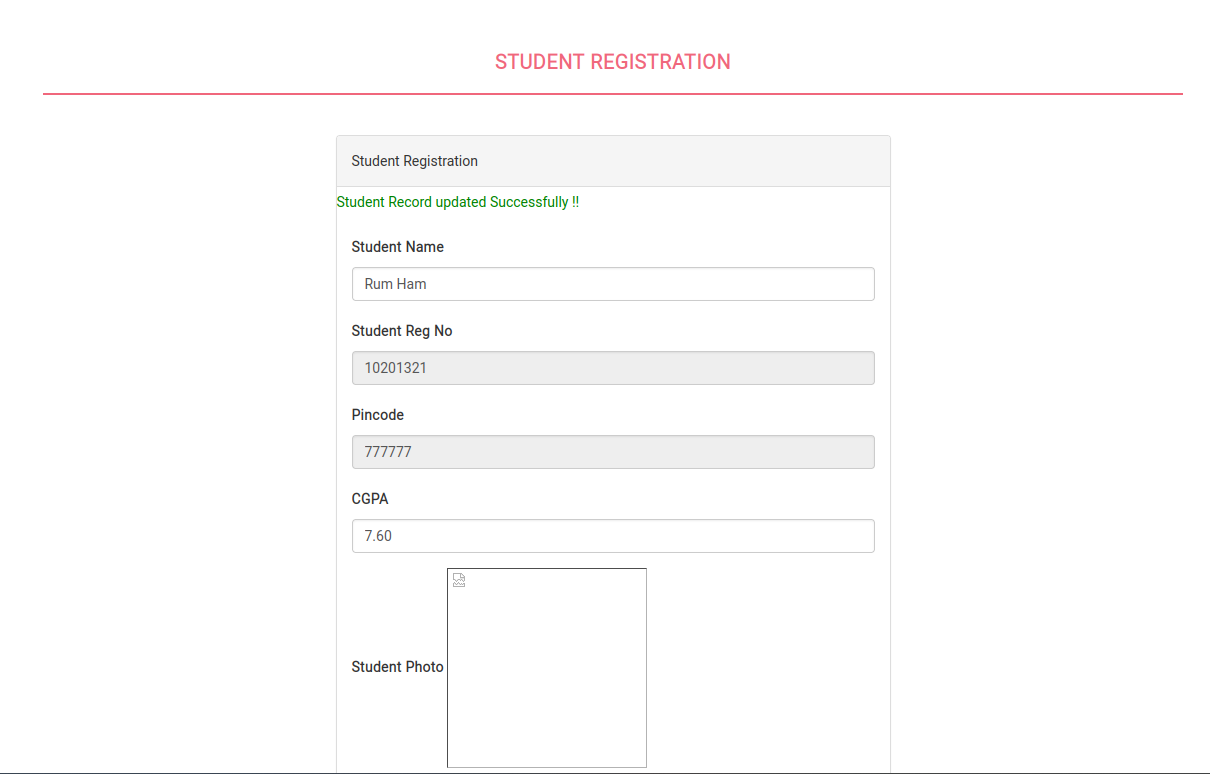 STUDENT REGISTRATION
Student Registration
Student Record updated Successfully !!
Student Name
Rum Ham
Student Reg No
10201321
Pincode
777777
CGPA
7.60
Student Photo